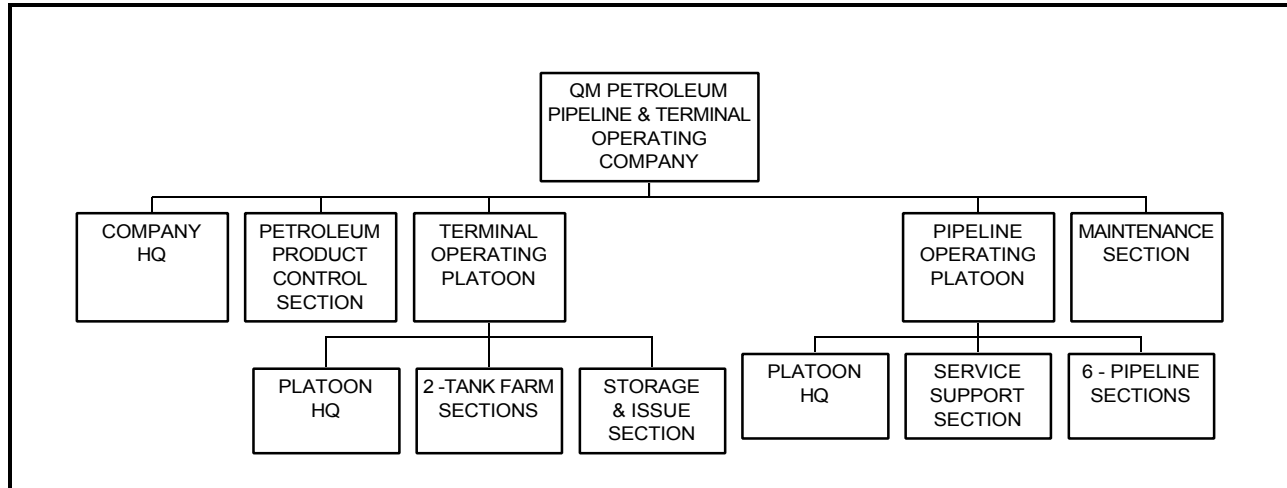 QM PETROLEUM
PIPELINE & TERMINAL
OPERATING
COMPANY
COMPANY
HQ
PETROLEUM
PRODUCT
CONTROL
SECTION
TERMINAL
OPERATING
PLATOON
PIPELINE
OPERATING
PLATOON
MAINTENANCE
SECTION
PLATOON
HQ
2 -TANK FARM
SECTIONS
STORAGE
& ISSUE
SECTION
PLATOON
HQ
SERVICE
SUPPORT
SECTION
6 - PIPELINE
SECTIONS